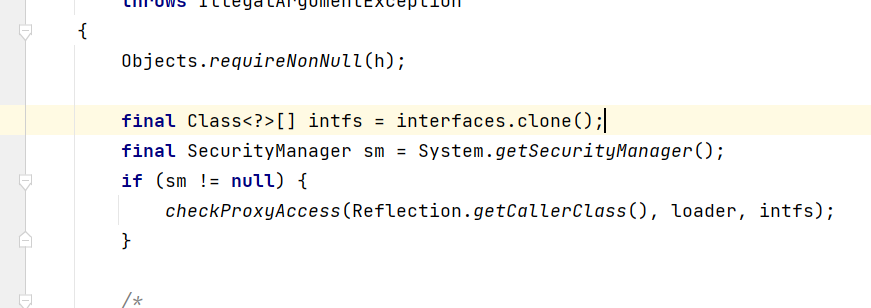 throws IllegalArgumentException
{
Objects.requireNonNull(h);
final Class<?>[] intfs = interfaces.clone();
final SecurityManager sm = System.getSecurityManager();
if (sm != null) {
checkProxyAccess(Reflection.getCallerClass(), loader, intfs);
}
/*